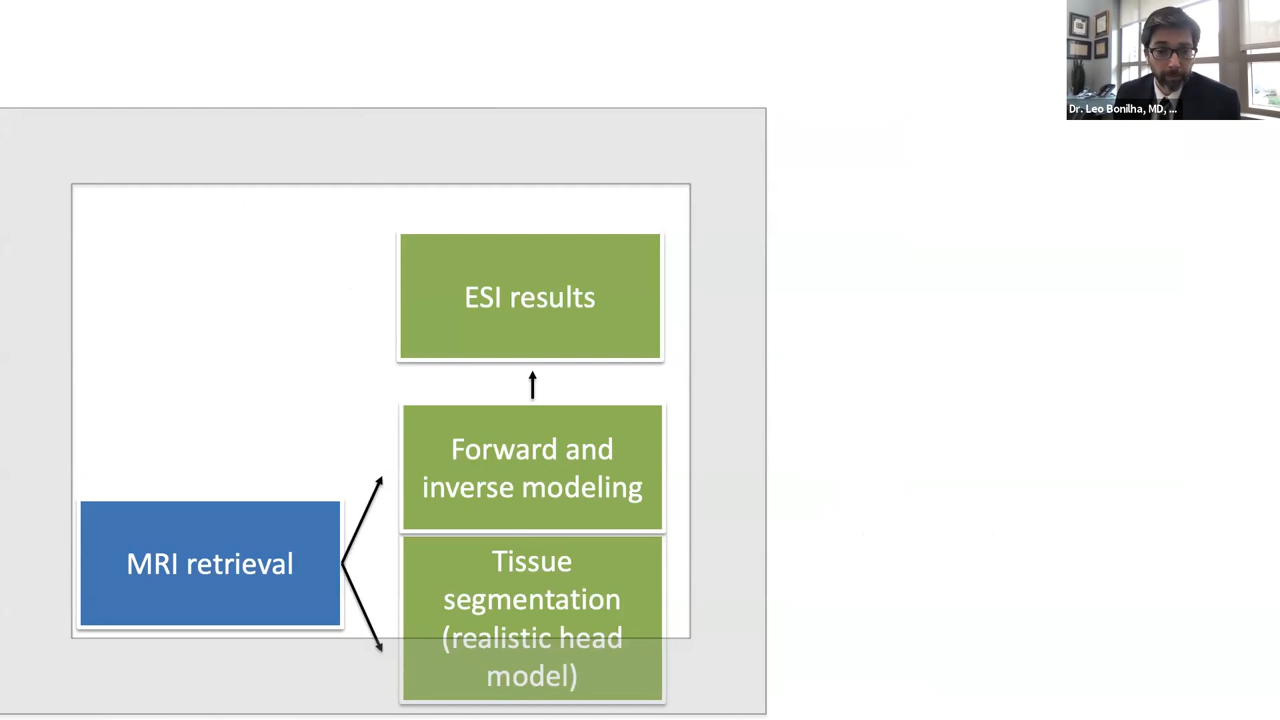 Dr. Leo Bonilha, MD, ...
ESI results
Forward and
inverse modeling
MRI retrieval
Tissue
segmentation
(realistic head
model)